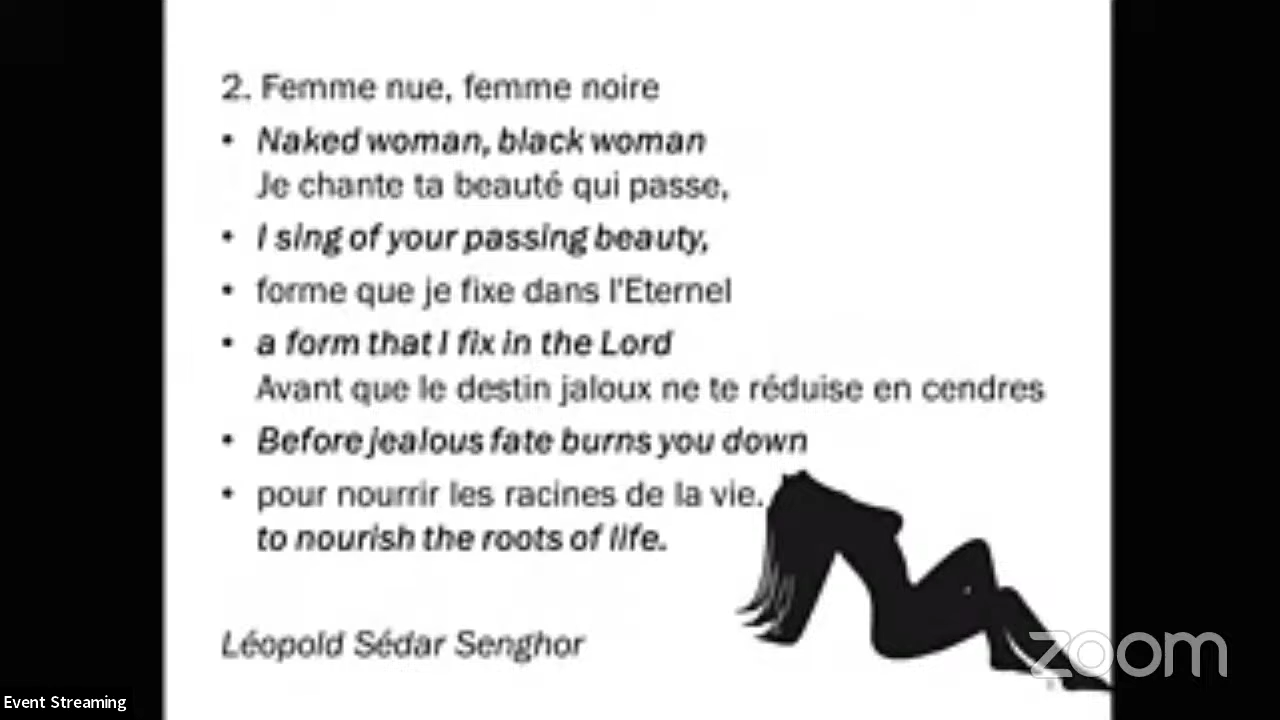 2. Femme nue, femme noire
• Naked woman, black woman
Je chante ta beauté qui passe,
• I sing of your passing beauty,
• forme que je fixe dans l'Eternel
• a form that I fix in the Lord
Avant que le destin jaloux ne te réduise en cendres
• Before jealous fate burns you down
• pour nourrir les racines de la vie.
to nourish the roots of life.
Léopold Sédar Senghor
zoom
Event Streaming